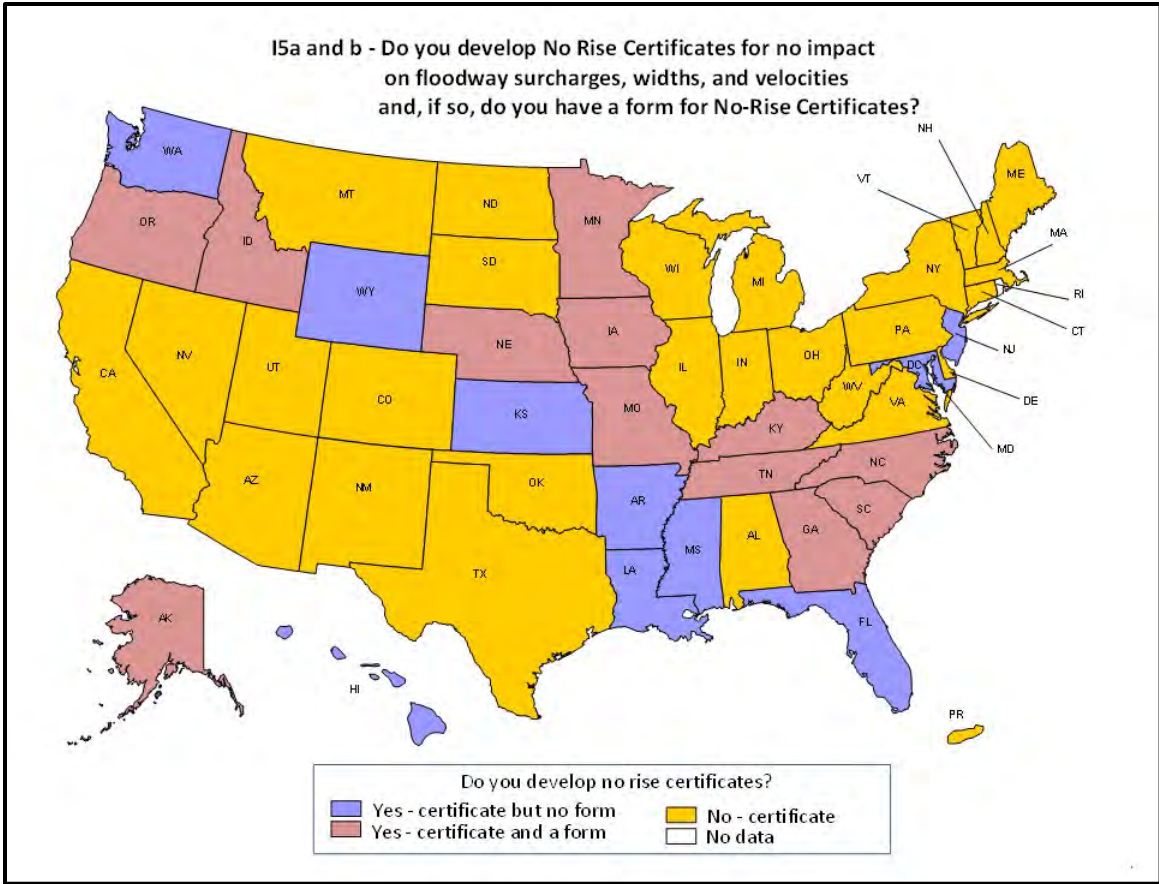 I5a and b - Do you develop No Rise Certificates for no impact
on floodway surcharges, widths, and velocities
and, if so, do you have a form for No-Rise Certificates?
NH
WA
VT
ME
MT
ND
MN
OR
MA
ID
SD
WI
NY
MI
WY
RI
PA
CT
IA
NE
NJ
OH
NV
IL
IN
UT
DC
CA
CO
WV
DE
VA
KS
MO
KY
MD
NC
TN
AZ
OK
NM
AR
SC
GA
AL
MS
LA
TX
AK
FL
HI
PR
Do you develop no rise certificates?
Yes - certificate but no form
No - certificate
Yes - certificate and a form
No data